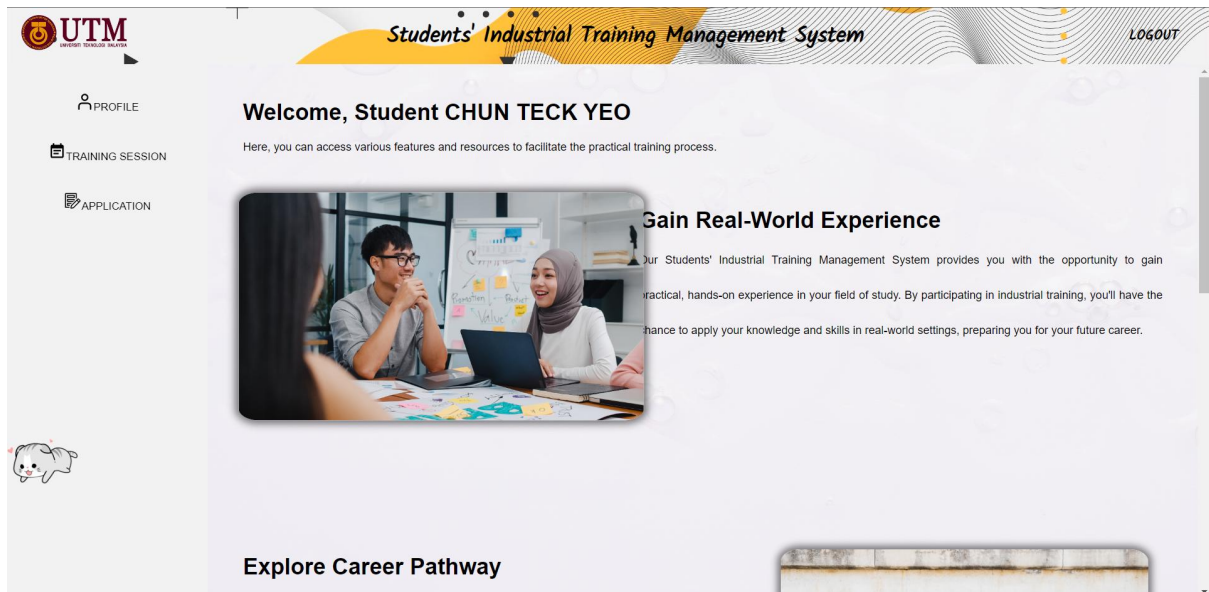 UTM
UNIVERSITI TEKNOLOGI MALAYSIA
Students' Industrial Training Management System
LOGOUT
PROFILE
TRAINING SESSION
APPLICATION
Welcome, Student CHUN TECK YEO
Here, you can access various features and resources to facilitate the practical training process.
Gain Real-World Experience
Our Students' Industrial Training Management System provides you with the opportunity to gain
practical, hands-on experience in your field of study. By participating in industrial training, you'll have the
chance to apply your knowledge and skills in real-world settings, preparing you for your future career.
Promotion
Value
Explore Career Pathway